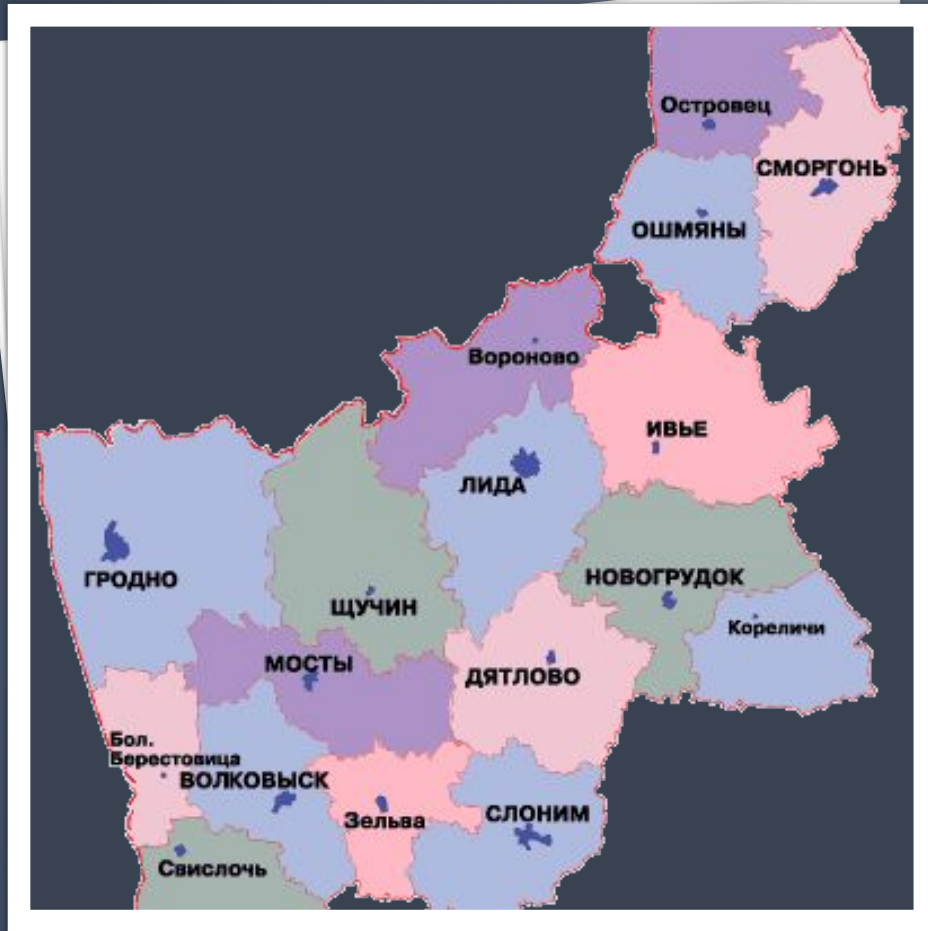 Островец
СМОРГОНЬ
ОШМЯНЫ
Вороново
ИВЬЕ
ЛИДА
ГРОДНО
НОВОГРУДОК
ЩУЧИН
Кореличи
МОСТЫ
ДЯТЛОВО
Бол.
Берестовица
ВОЛКОВЫСК
СЛОНИМ
Зельва
Свислочь